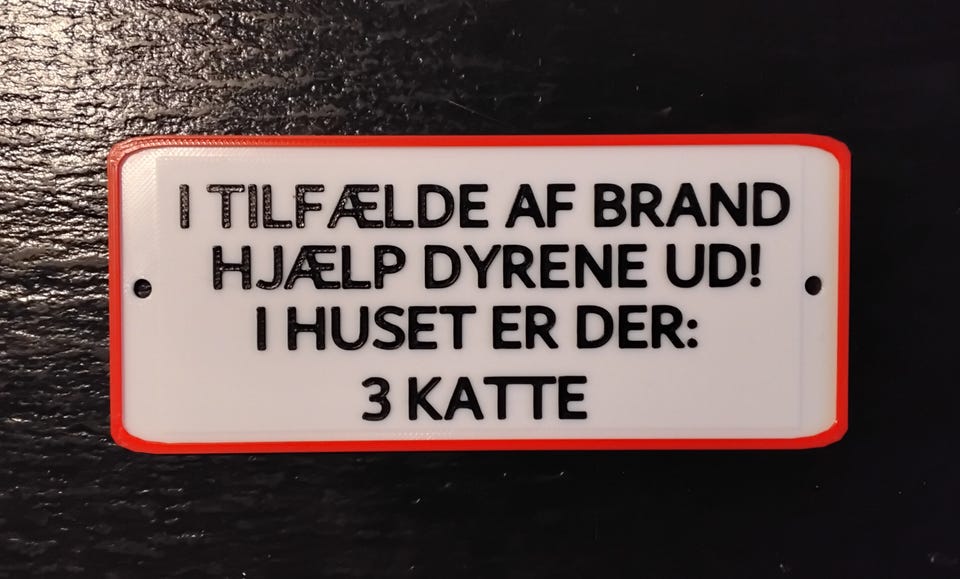 I TILFÆLDE AF BRAND
HJÆLP DYRENE UD!
I HUSET ER DER:
3 KATTE